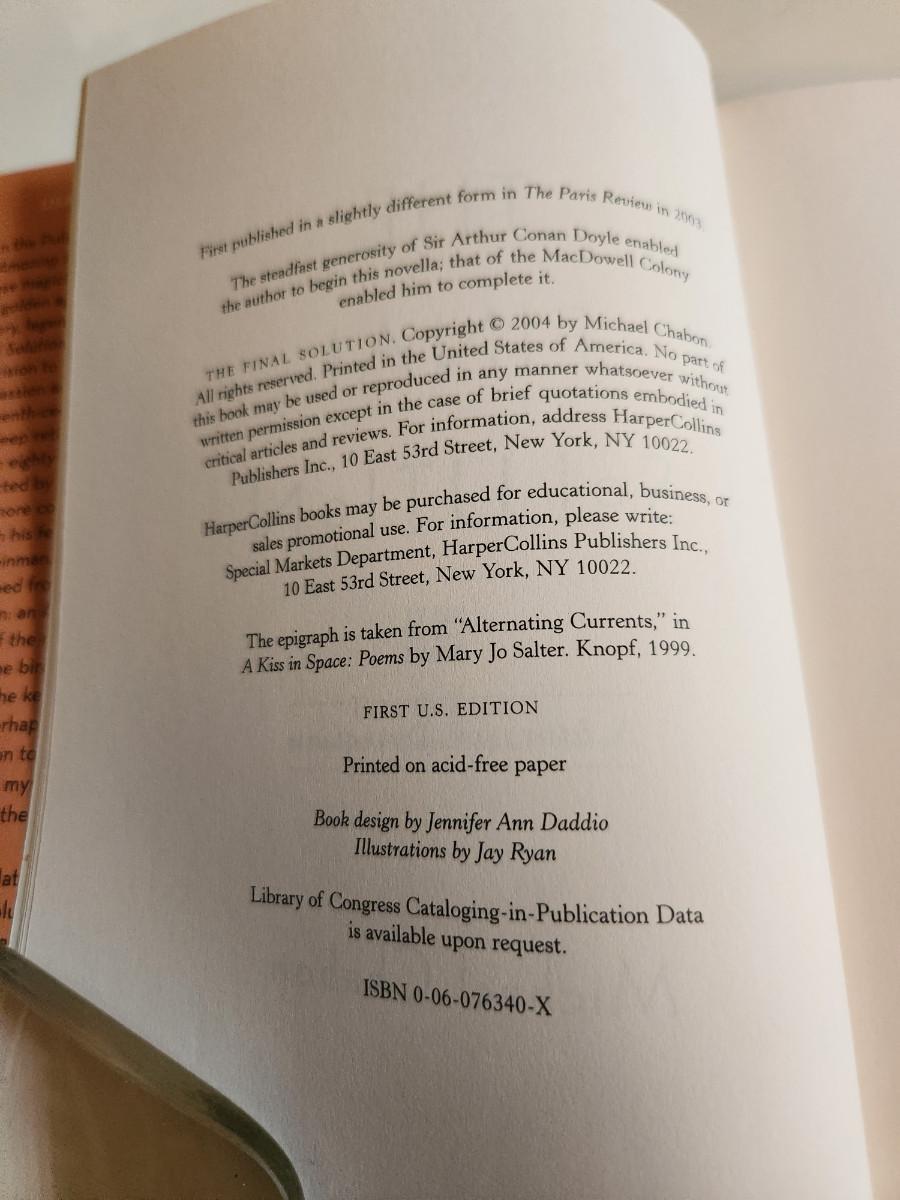 First published in a slightly different form in The Paris Review in 2003.
The steadfast generosity of Sir Arthur Conan Doyle enabled
the author to begin this novella; that of the MacDowell Colony
enabled him to complete it.
THE FINAL SOLUTION. Copyright © 2004 by Michael Chabon.
All rights reserved. Printed in the United States of America. No part of
this book may be used or reproduced in any manner whatsoever without
written permission except in the case of brief quotations embodied in
critical articles and reviews. For information, address HarperCollins
Publishers Inc., 10 East 53rd Street, New York, NY 10022.
HarperCollins books may be purchased for educational, business, or
sales promotional use. For information, please write:
Special Markets Department, HarperCollins Publishers Inc.,
10 East 53rd Street, New York, NY 10022.
The epigraph is taken from “Alternating Currents,” in
A Kiss in Space: Poems by Mary Jo Salter. Knopf, 1999.
FIRST U.S. EDITION
Printed on acid-free paper
Book design by Jennifer Ann Daddio
Illustrations by Jay Ryan
Library of Congress Cataloging-in-Publication Data
is available upon request.
ISBN 0-06-076340-X